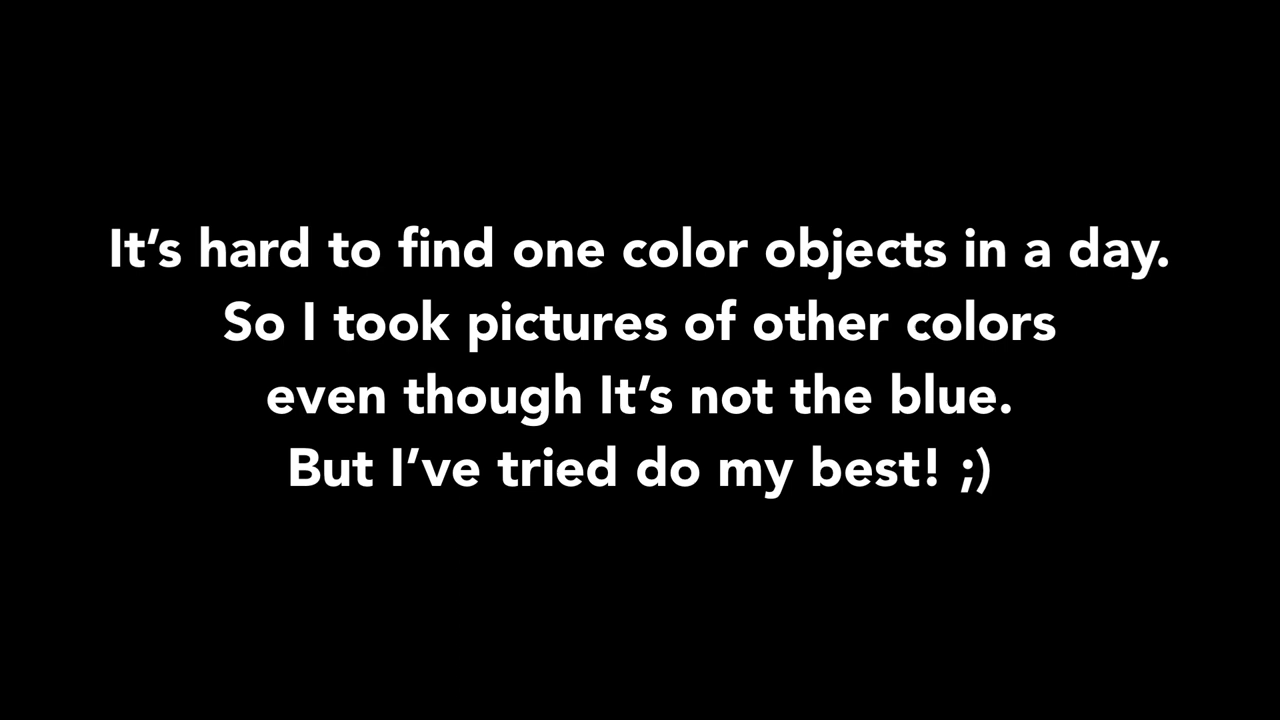 It’s hard to find one color objects in a day.
So I took pictures of other colors
even though It’s not the blue.
But I’ve tried do my best! ;)